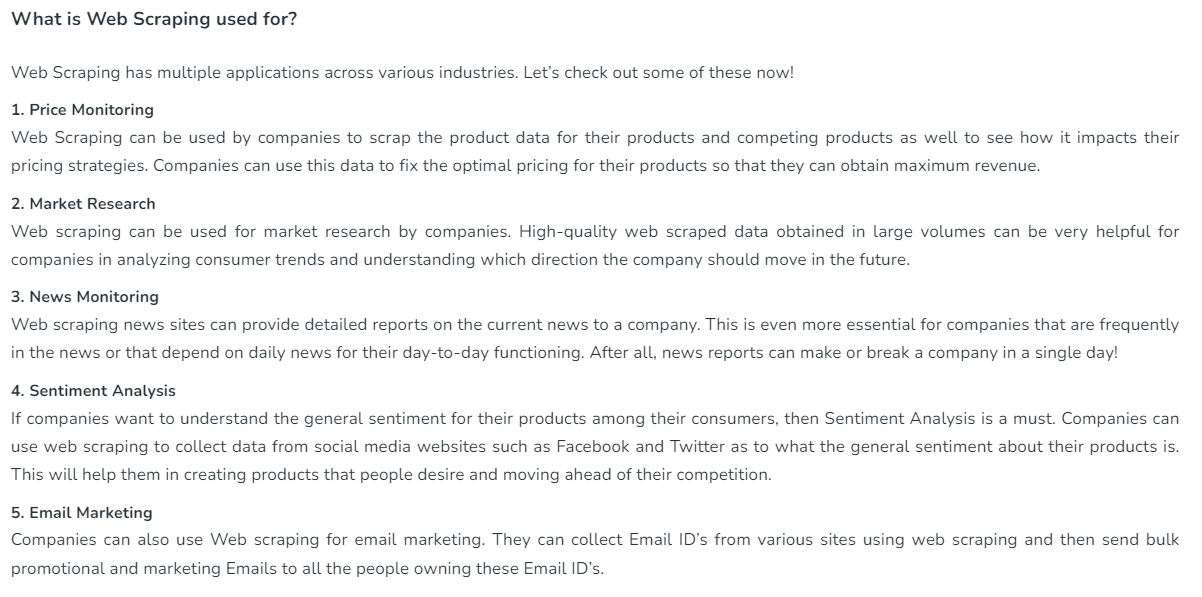 What is Web Scraping used for?
Web Scraping has multiple applications across various industries. Let’s check out some of these now!
1. Price Monitoring
Web Scraping can be used by companies to scrap the product data for their products and competing products as well to see how it impacts their
pricing strategies. Companies can use this data to fix the optimal pricing for their products so that they can obtain maximum revenue.
2. Market Research
Web scraping can be used for market research by companies. High-quality web scraped data obtained in large volumes can be very helpful for
companies in analyzing consumer trends and understanding which direction the company should move in the future.
3. News Monitoring
Web scraping news sites can provide detailed reports on the current news to a company. This is even more essential for companies that are frequently
in the news or that depend on daily news for their day-to-day functioning. After all, news reports can make or break a company in a single day!
4. Sentiment Analysis
If companies want to understand the general sentiment for their products among their consumers, then Sentiment Analysis is a must. Companies can
use web scraping to collect data from social media websites such as Facebook and Twitter as to what the general sentiment about their products is.
This will help them in creating products that people desire and moving ahead of their competition.
5. Email Marketing
Companies can also use Web scraping for email marketing. They can collect Email ID’s from various sites using web scraping and then send bulk
promotional and marketing Emails to all the people owning these Email ID’s.